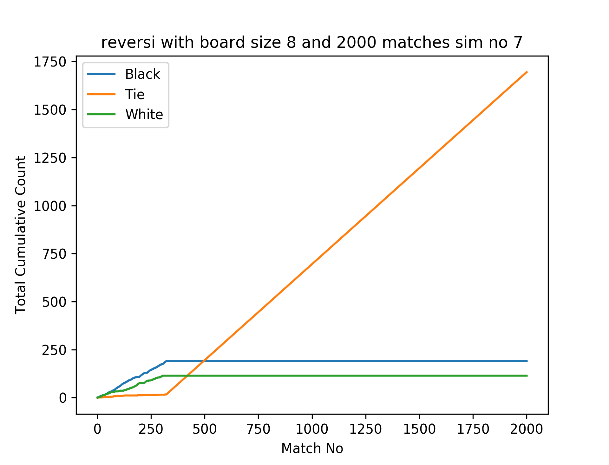 reversi with board size 8 and 2000 matches sim no 7
Black
Tie
White
Total Cumulative Count
1750
1500
1250
1000
750
500
250
0
0 250 500 750 1000 1250 1500 1750 2000
Match No